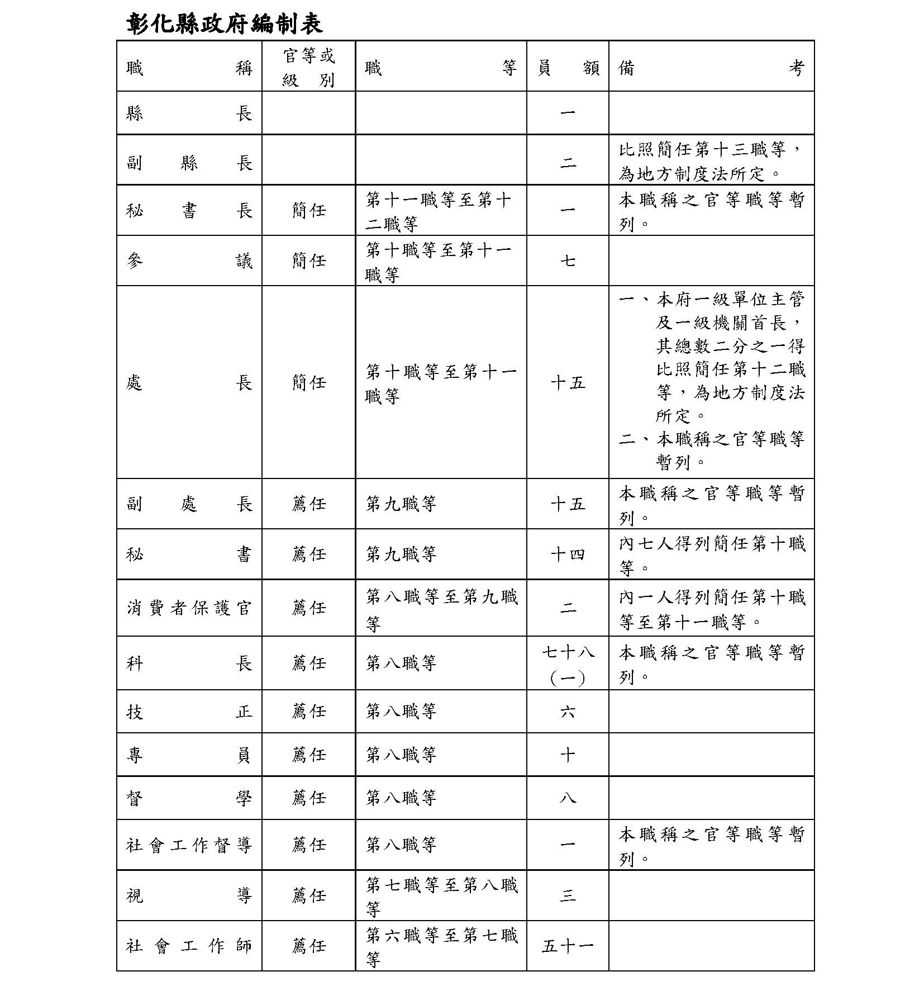 彰化縣政府編制表
職稱 官等或級別 職等 員額 備考
縣長 一
副縣長 二 比照簡任第十三職等，
為地方制度法所定。
秘書長 簡任 第十一職等至第十
二職等 一 本職稱之官等職等暫
列。
參議 簡任 第十職等至第十一
職等 七
處長 簡任 第十職等至第十一
職等 十五 一、本府一級單位主管
及一級機關首長，
其總數二分之一得
比照簡任第十二職
等，為地方制度法
所定。
二、本職稱之官等職等
暫列。
副處長 薦任 第九職等 十五 本職稱之官等職等暫
列。
秘書 薦任 第九職等 十四 內七人得列簡任第十職
等。
消費者保護官 薦任 第八職等至第九職
等 二 內一人得列簡任第十職
等至第十一職等。
科長 薦任 第八職等 七十八
（一） 本職稱之官等職等暫
列。
技正 薦任 第八職等 六
專員 薦任 第八職等 十
督學 薦任 第八職等 八
社會工作督導 薦任 第八職等 一 本職稱之官等職等暫
列。
視導 薦任 第七職等至第八職
等 三
社會工作師 薦任 第六職等至第七職
等 五十一